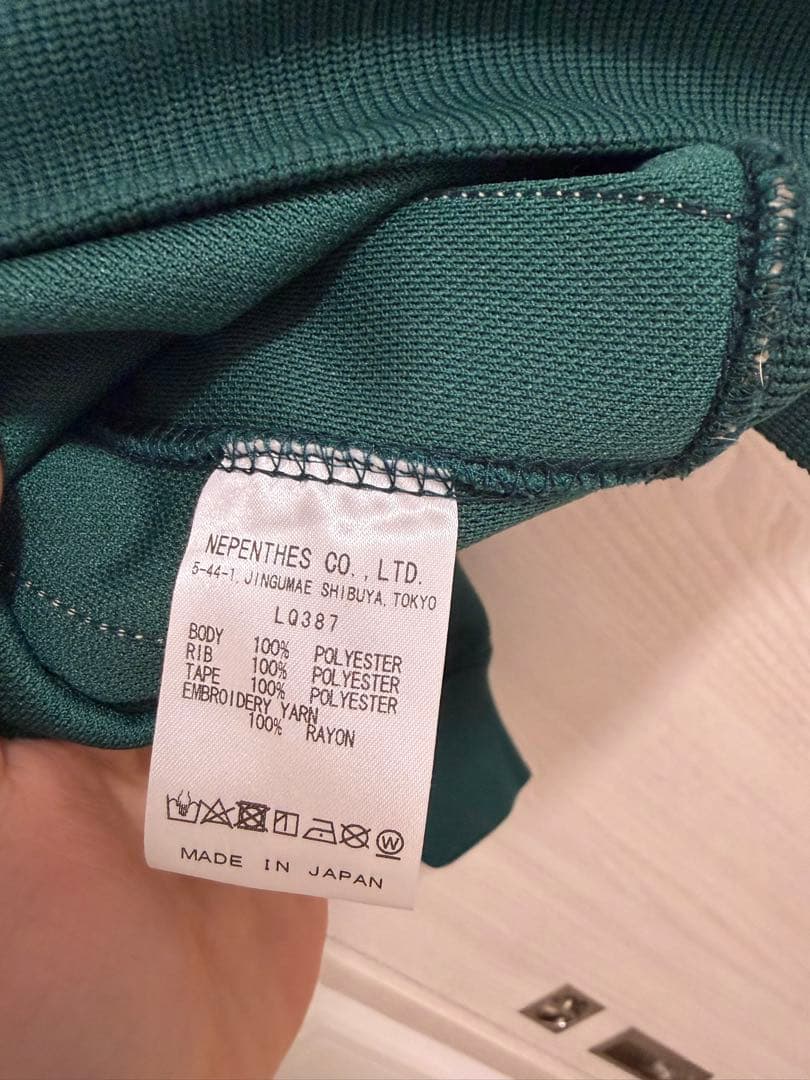 NEPENTHES CO., LTD.
5-44-1, JINGUMAE SHIBUYA, TOKYO
LQ387
BODY 100% POLYESTER
RIB 100% POLYESTER
TAPE 100% POLYESTER
EMBROIDERY YARN
100% RAYON
W
MADE IN JAPAN